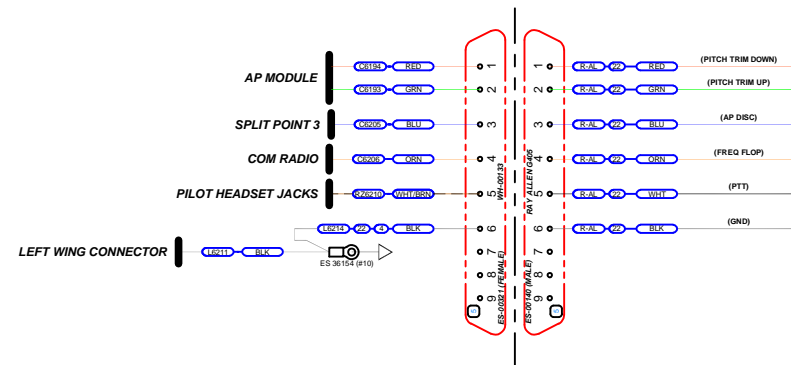 AP MODULE C6194 RED 1 1 R-AL 22 RED (PITCH TRIM DOWN)
C6193 GRN 2 2 R-AL 22 GRN (PITCH TRIM UP)
SPLIT POINT 3 C6205 BLU 3 3 R-AL 22 BLU (AP DISC)
COM RADIO C6206 ORN 4 4 R-AL 22 ORN (FREQ FLOP)
PILOT HEADSET JACKS RZ6210 WHT/BRN 5 5 R-AL 22 WHT (PTT)
L6214 22 4 BLK 6 6 R-AL 22 BLK (GND)
LEFT WING CONNECTOR L6211 BLK 7 7
ES 36154 (#10)
8 8
9 9
WH-00133
RAY ALLEN G405
ES-00321 (FEMALE)
ES-00140 (MALE)
S S